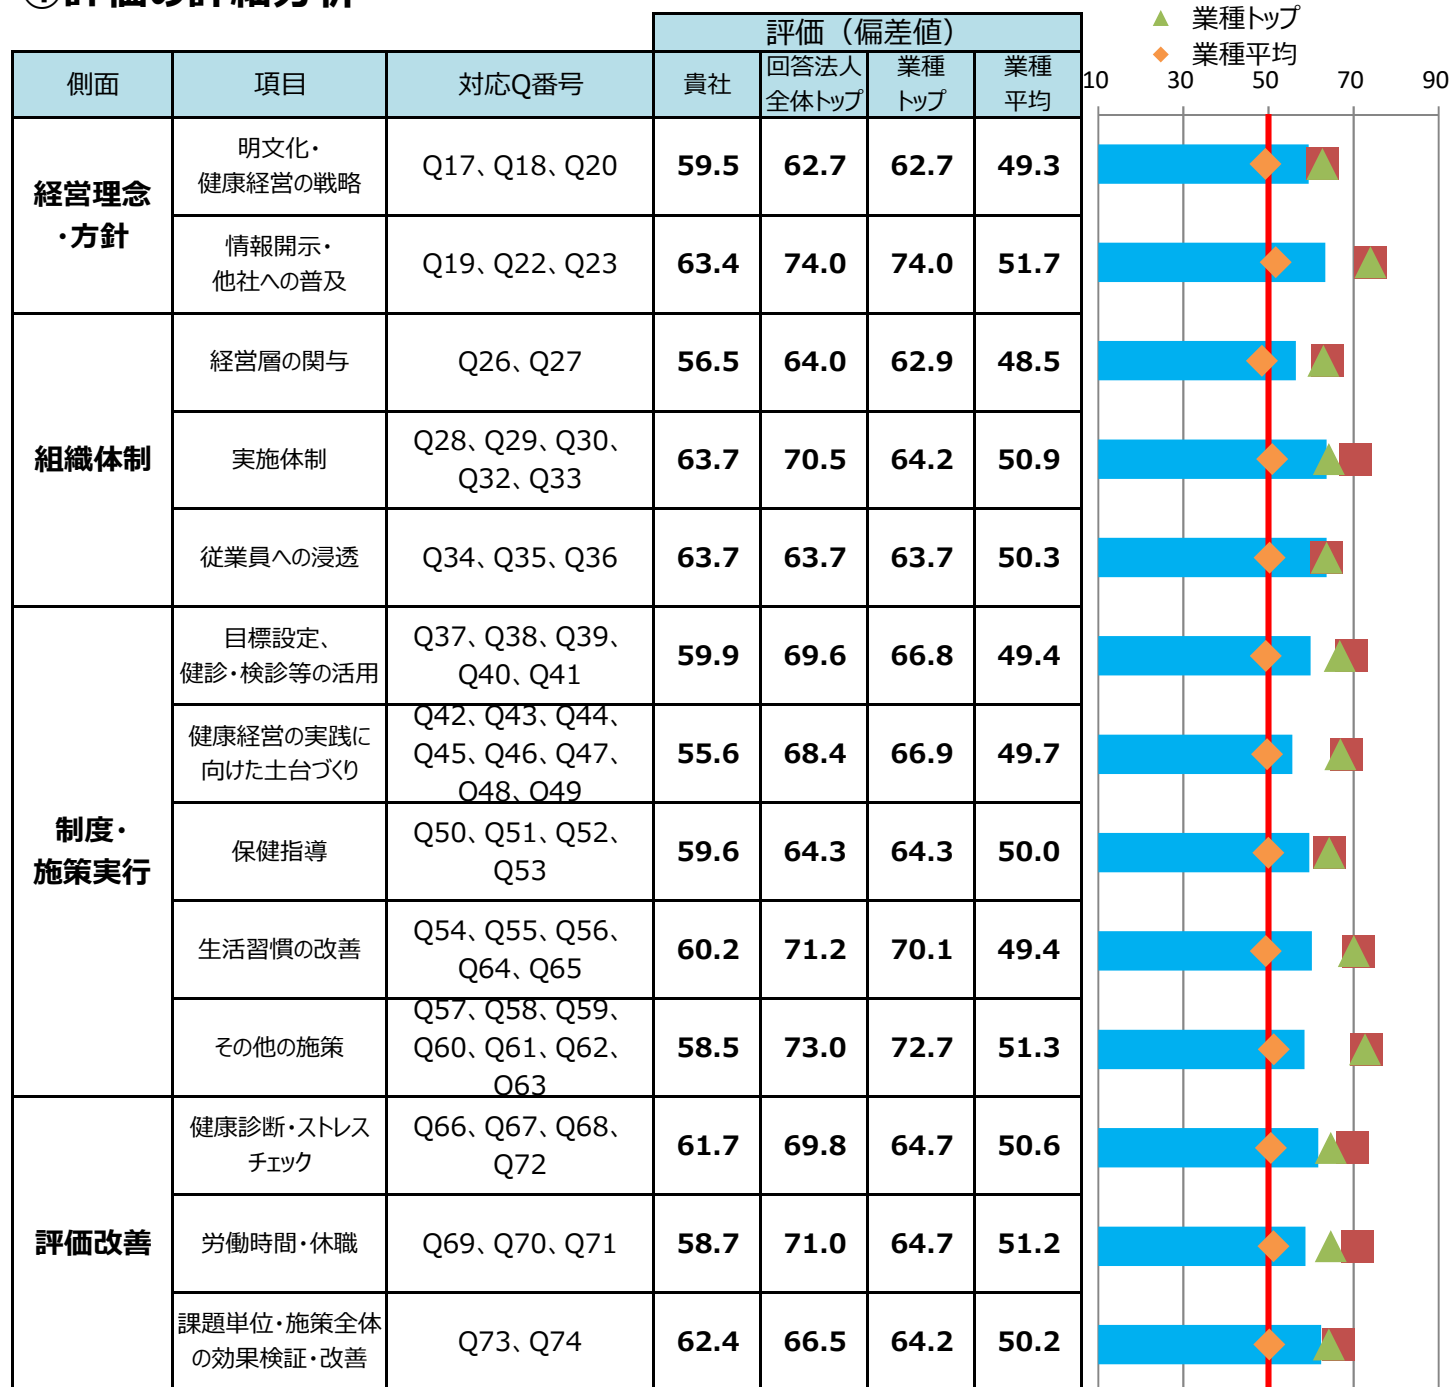 ①評価の詳細分析
業種トップ
業種平均
評価（偏差値）
側面 項目 対応Q番号 貴社 回答法人 業種 業種
全体トップ トップ 平均
10 30 50 70 90
経営理念
・方針
明文化・
健康経営の戦略
Q17、Q18、Q20 59.5 62.7 62.7 49.3
情報開示・
他社への普及
Q19、Q22、Q23 63.4 74.0 74.0 51.7
組織体制
経営層の関与 Q26、Q27 56.5 64.0 62.9 48.5
実施体制
Q28、Q29、Q30、
Q32、Q33
63.7 70.5 64.2 50.9
従業員への浸透 Q34、Q35、Q36 63.7 63.7 63.7 50.3
制度・
施策実行
目標設定、
健診・検診等の活用
Q37、Q38、Q39、
Q40、Q41
59.9 69.6 66.8 49.4
健康経営の実践に
向けた土台づくり
Q42、Q43、Q44、
Q45、Q46、Q47、
Q48、Q49
55.6 68.4 66.9 49.7
保健指導
Q50、Q51、Q52、
Q53
59.6 64.3 64.3 50.0
生活習慣の改善
Q54、Q55、Q56、
Q64、Q65
60.2 71.2 70.1 49.4
その他の施策
Q57、Q58、Q59、
Q60、Q61、Q62、
Q63
58.5 73.0 72.7 51.3
評価改善
健康診断・ストレス
チェック
Q66、Q67、Q68、
Q72
61.7 69.8 64.7 50.6
労働時間・休職 Q69、Q70、Q71 58.7 71.0 64.7 51.2
課題単位・施策全体
の効果検証・改善
Q73、Q74 62.4 66.5 64.2 50.2